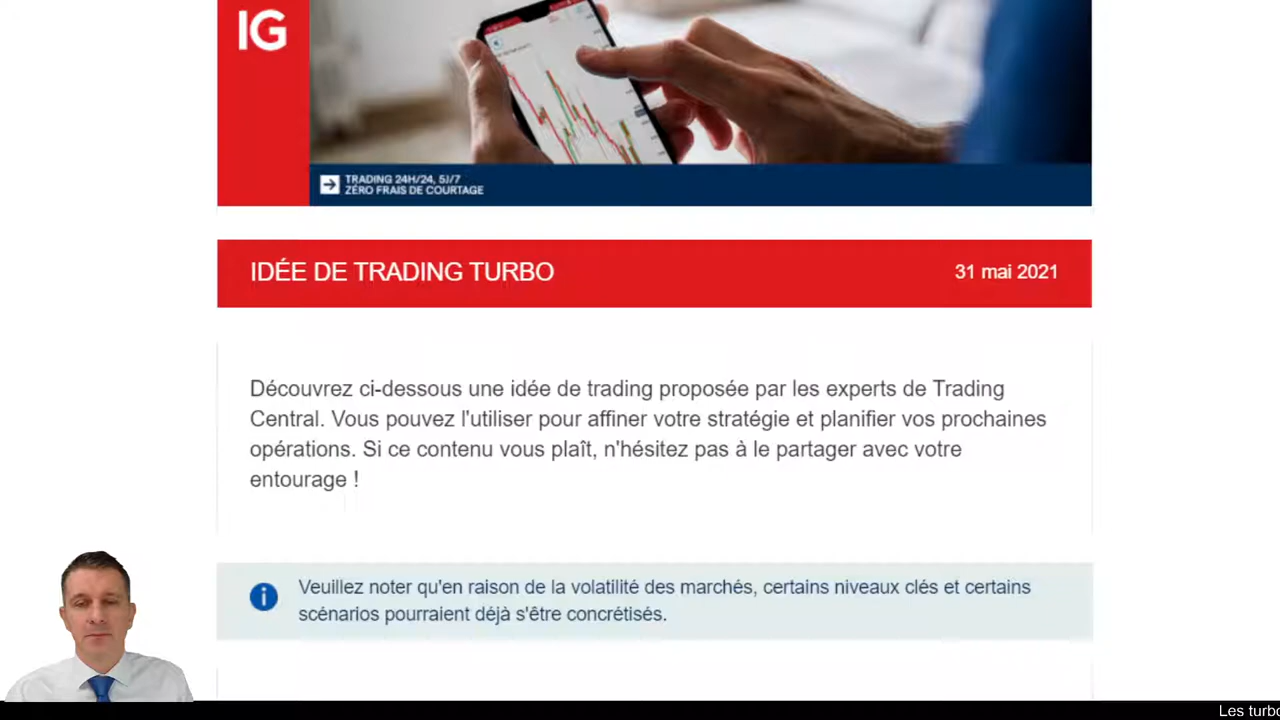 IG
TRADING 24H/24, 5J/7
ZÉRO FRAIS DE COURTAGE
IDÉE DE TRADING TURBO
31 mai 2021
Découvrez ci-dessous une idée de trading proposée par les experts de Trading
Central. Vous pouvez l'utiliser pour affiner votre stratégie et planifier vos prochaines
opérations. Si ce contenu vous plaît, n'hésitez pas à le partager avec votre
entourage !
Veuillez noter qu'en raison de la volatilité des marchés, certains niveaux clés et certains
scénarios pourraient déjà s'être concrétisés.
Les turbo